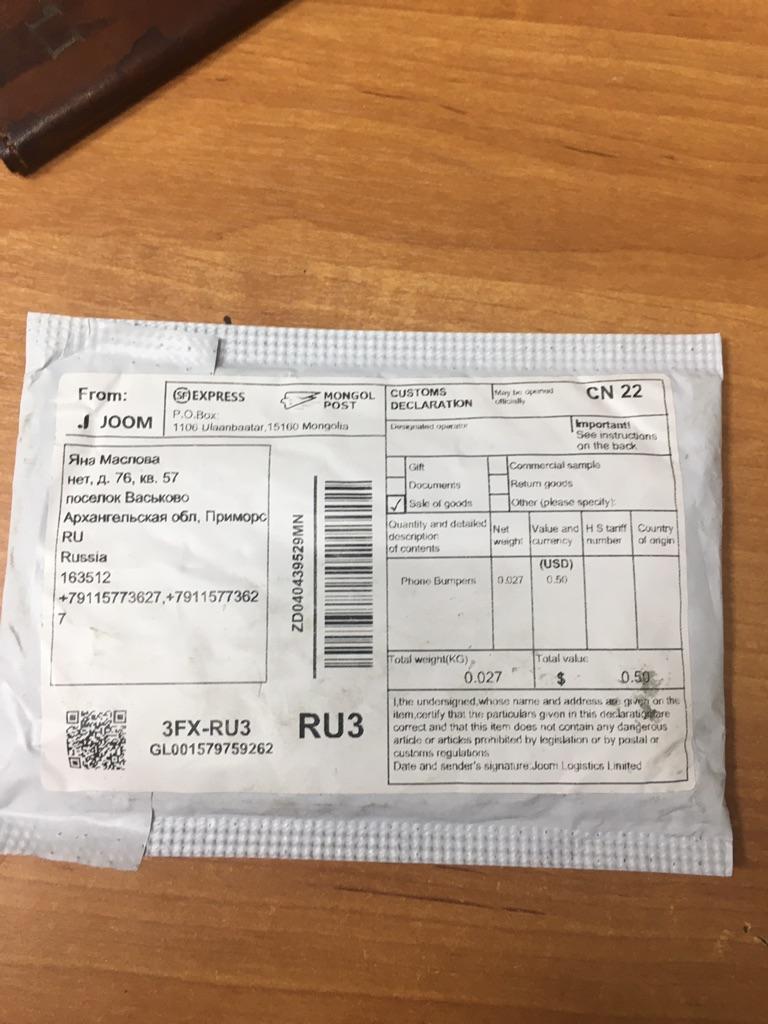 From:
JOOM
SF EXPRESS
MONGOL
POST
P.O.Box:
1106 Ulaanbaatar,15160 Mongolia
CUSTOMS
DECLARATION
May be opened
officially
CN 22
Designated operator
Important!
See instructions
on the back
Gift
Commercial sample
Documents
Return goods
✓ Sale of goods
Other (please specify):
Яна Маслова
нет, д. 76, кв. 57
поселок Васьково
Архангельская обл, Приморс
RU
Russia
163512
+79115773627,+7911577362
7
ZD040439529MN
Quantity and detailed
description
of contents
Net
weight
Value and
currency
H S tariff
number
Country
of origin
(USD)
Phone Bumpers
0.027
0.50
Total weight(KG)
0.027
Total value
$ 0.50
I,the undersigned,whose name and address are given on the
item,certify that the particulars given in this declaration are
correct and that this item does not contain any dangerous
article or articles prohibited by legislation or by postal or
customs regulations
Date and sender's signature:Joom Logistics Limited
3FX-RU3
GL001579759262
RU3